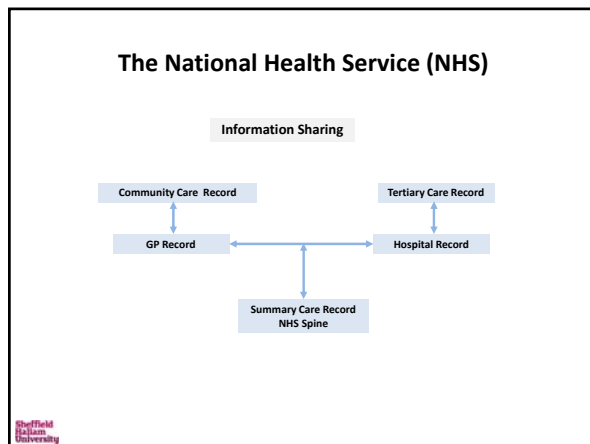 The National Health Service (NHS)
Information Sharing
Community Care Record
Tertiary Care Record
GP Record
Hospital Record
Summary Care Record
NHS Spine
Sheffield
Hallam
University